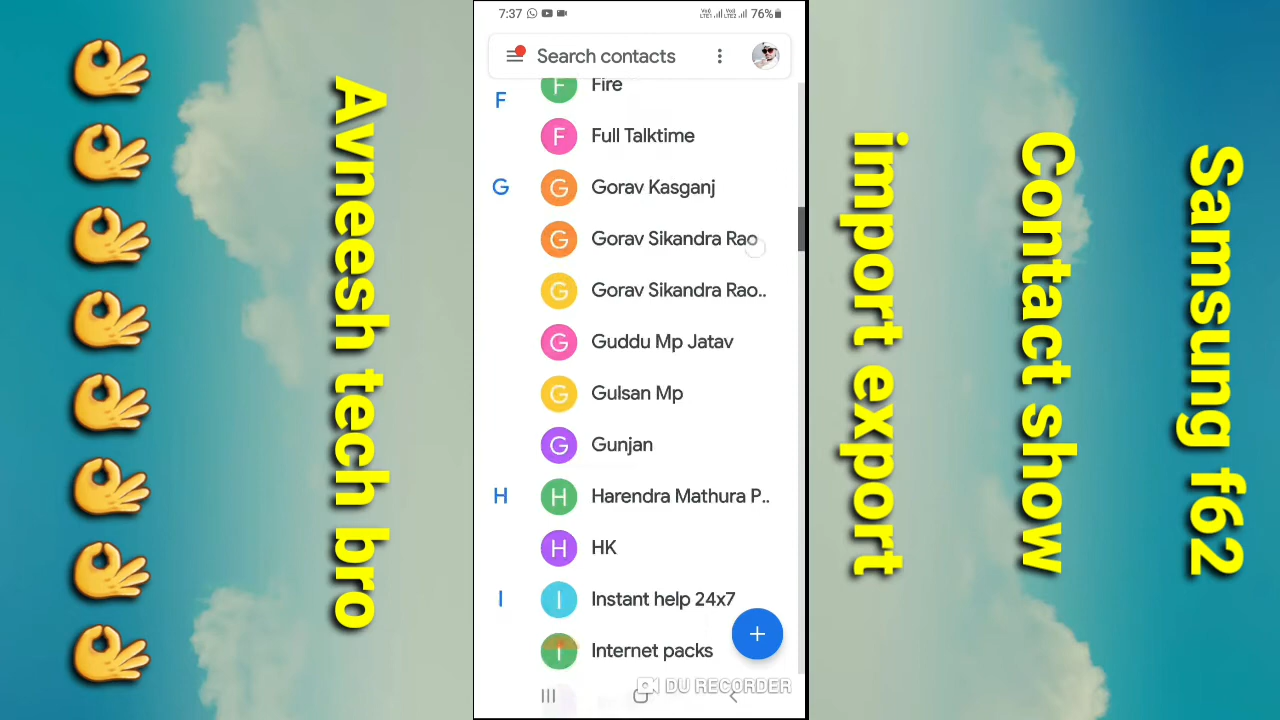 Avneesh tech bro
7:37
76%
Search contacts
F
Fire
F
Full Talktime
G
G
Gorav Kasganj
G
Gorav Sikandra Rao
G
Gorav Sikandra Rao..
G
Guddu Mp Jatav
G
Gulsan Mp
G
Gunjan
H
H
Harendra Mathura P..
H
HK
I
I
Instant help 24x7
I
Internet packs
DU RECORDER
Samsung f62
Contact show
import export